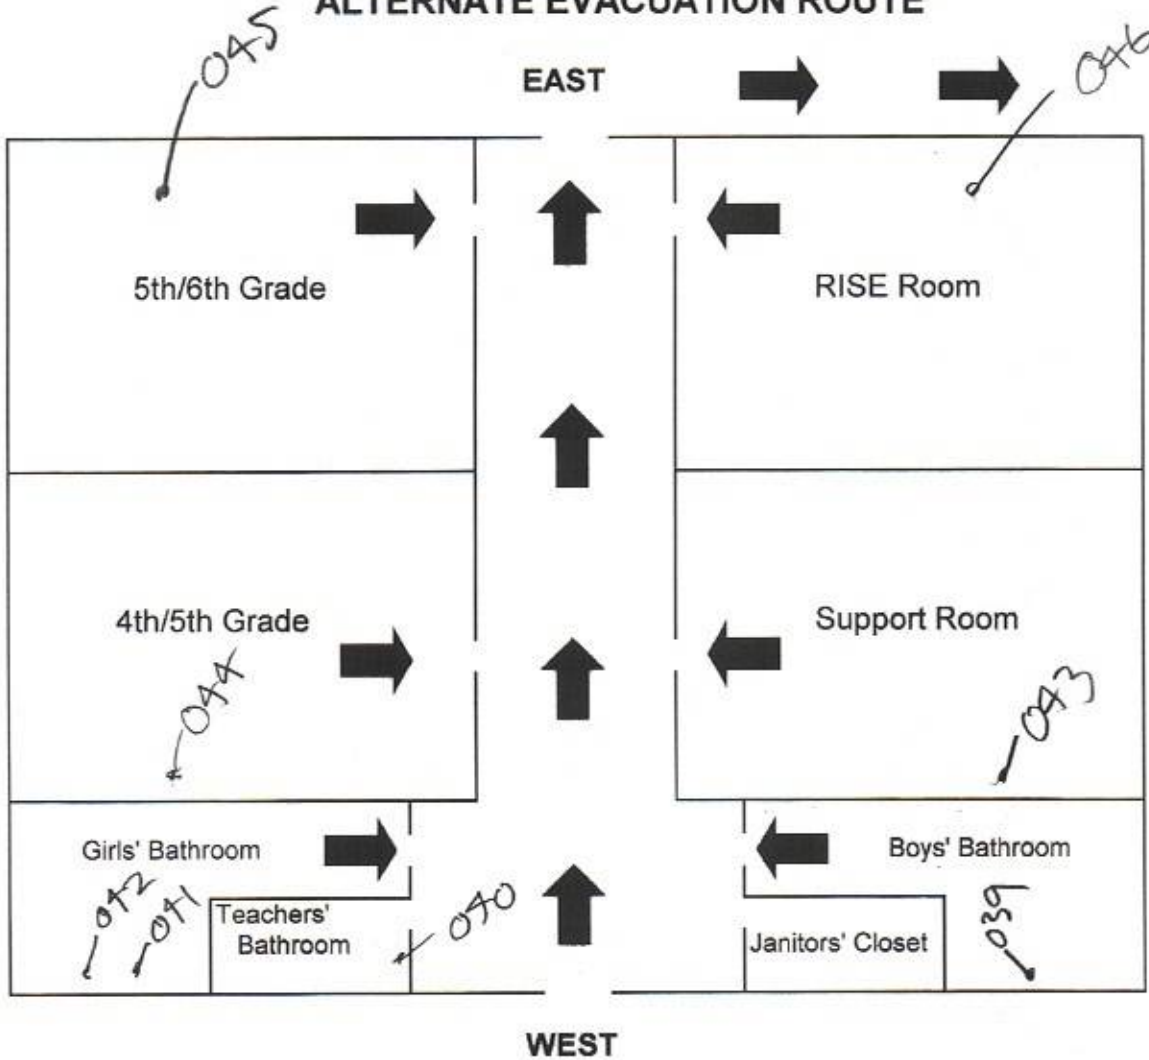 ALTERNATE EVACUATION ROUTE
045
046
EAST
5th/6th Grade
RISE Room
4th/5th Grade
Support Room
044
043
Girls' Bathroom
Boys' Bathroom
042
041
Teachers'
Bathroom
040
Janitors' Closet
039
WEST